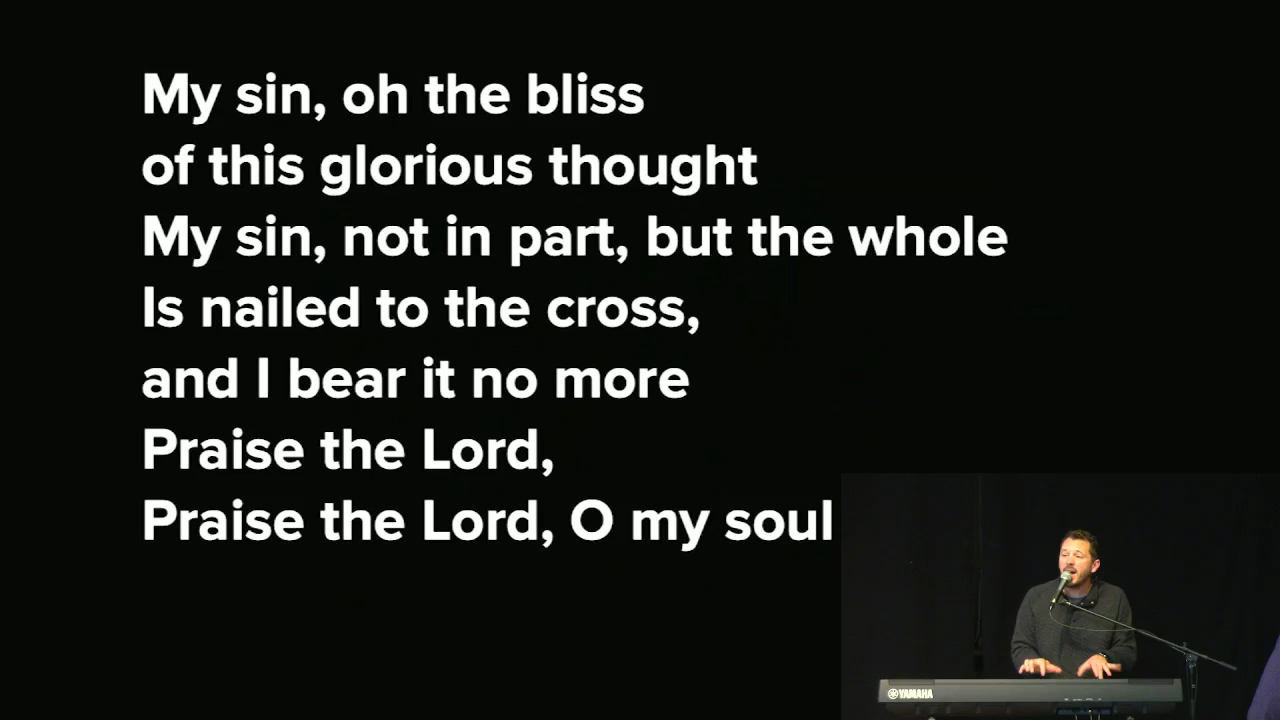 My sin, oh the bliss
of this glorious thought
My sin, not in part, but the whole
Is nailed to the cross,
and I bear it no more
Praise the Lord,
Praise the Lord, O my soul
YAMAHA